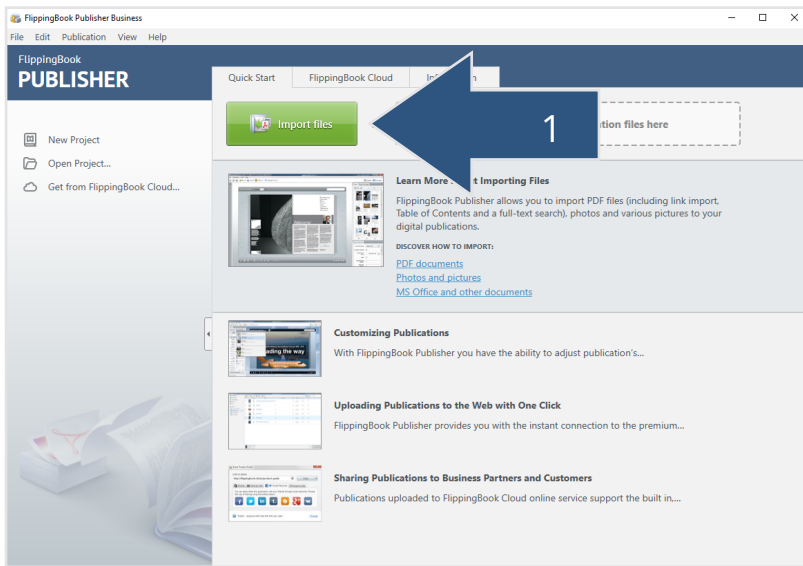 FlippingBook Publisher Business
File Edit Publication View Help
FlippingBook
PUBLISHER
Quick Start FlippingBook Cloud
Import files
1
files here
New Project
Open Project...
Get from FlippingBook Cloud...
Learn More Importing Files
FlippingBook Publisher allows you to import PDF files (including link import,
Table of Contents and a full-text search), photos and various pictures to your
digital publications.
DISCOVER HOW TO IMPORT:
PDF documents
Photos and pictures
MS Office and other documents
ading the way
Customizing Publications
With FlippingBook Publisher you have the ability to adjust publication's...
Uploading Publications to the Web with One Click
FlippingBook Publisher provides you with the instant connection to the premium...
Sharing Publications to Business Partners and Customers
Publications uploaded to FlippingBook Cloud online service support the built in,...